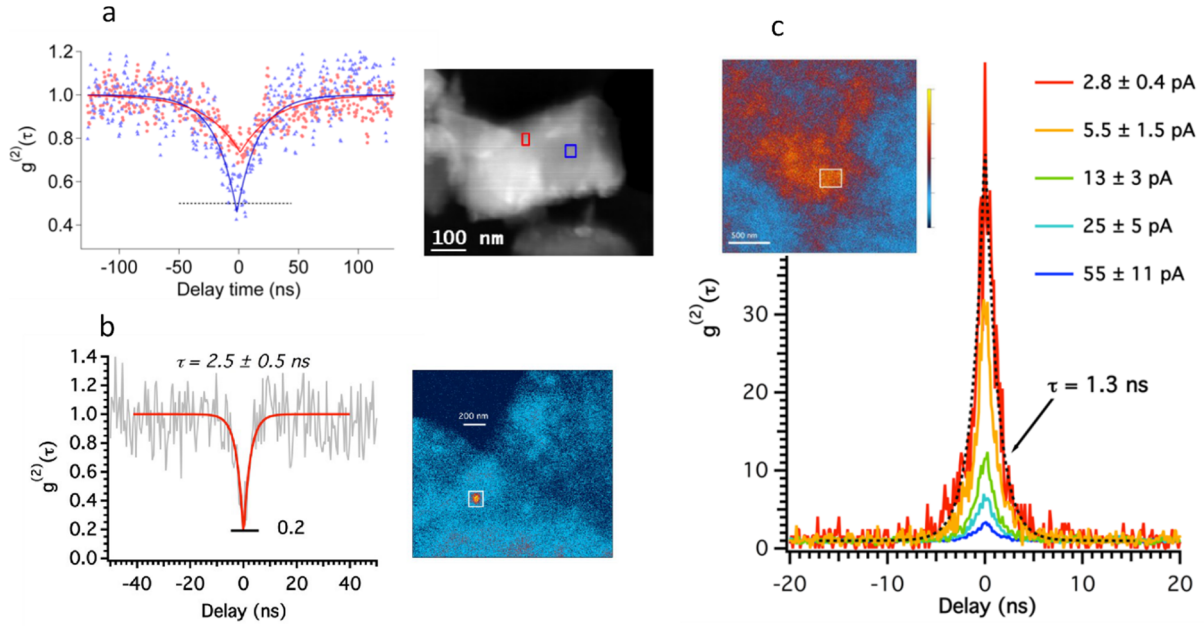 a
g(2)(τ)
1.2
1.0
0.8
0.6
0.4
-100 -50 0 50 100
Delay time (ns)
100 nm
b
g(2)(τ)
1.4
1.2
1.0
0.8
0.6
0.4
0.2
0.0
τ = 2.5 ± 0.5 ns
0.2
-40 -20 0 20 40
Delay (ns)
200 nm
c
500 nm
2.8 ± 0.4 pA
5.5 ± 1.5 pA
13 ± 3 pA
25 ± 5 pA
55 ± 11 pA
g(2)(τ)
30
20
10
0
τ = 1.3 ns
-20 -10 0 10 20
Delay (ns)